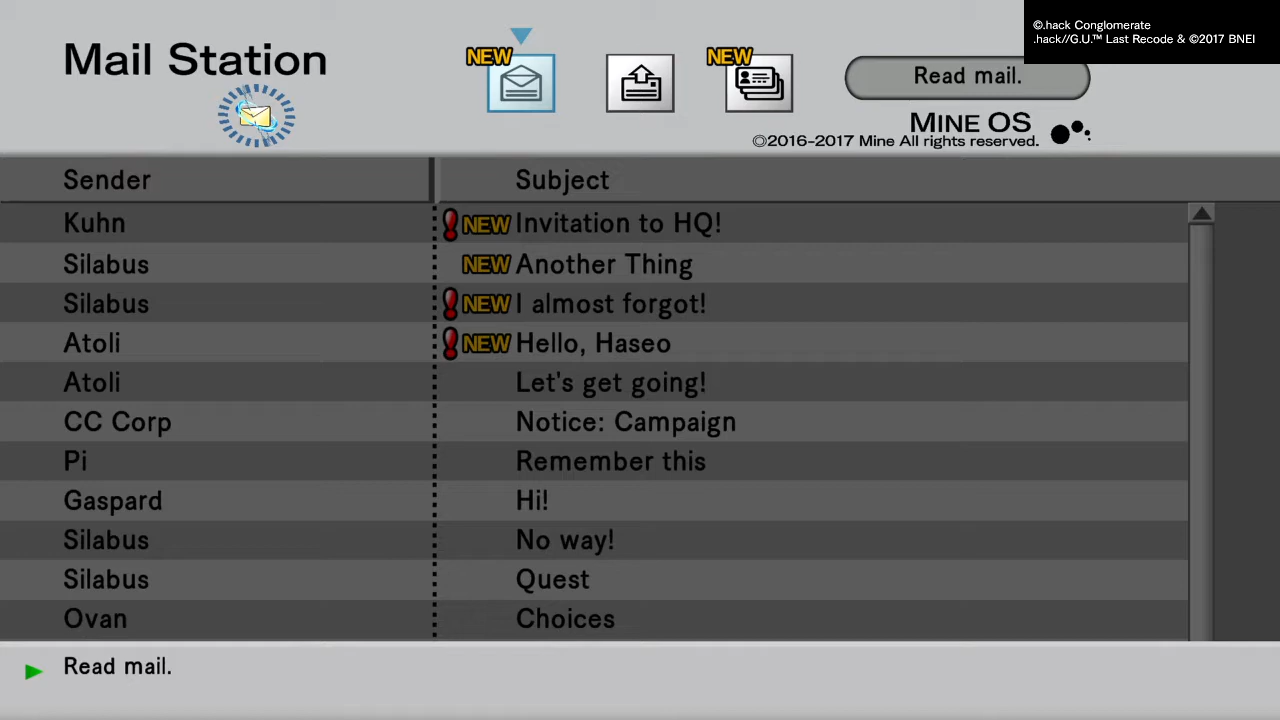 ©.hack Conglomerate
.hack//G.U.™ Last Recode & ©2017 BNEI
Mail Station
NEW
NEW
Read mail.
MINE OS
©2016-2017 Mine All rights reserved.
Sender Subject
Kuhn NEW Invitation to HQ!
Silabus NEW Another Thing
Silabus NEW I almost forgot!
Atoli NEW Hello, Haseo
Atoli Let's get going!
CC Corp Notice: Campaign
Pi Remember this
Gaspard Hi!
Silabus No way!
Silabus Quest
Ovan Choices
Read mail.